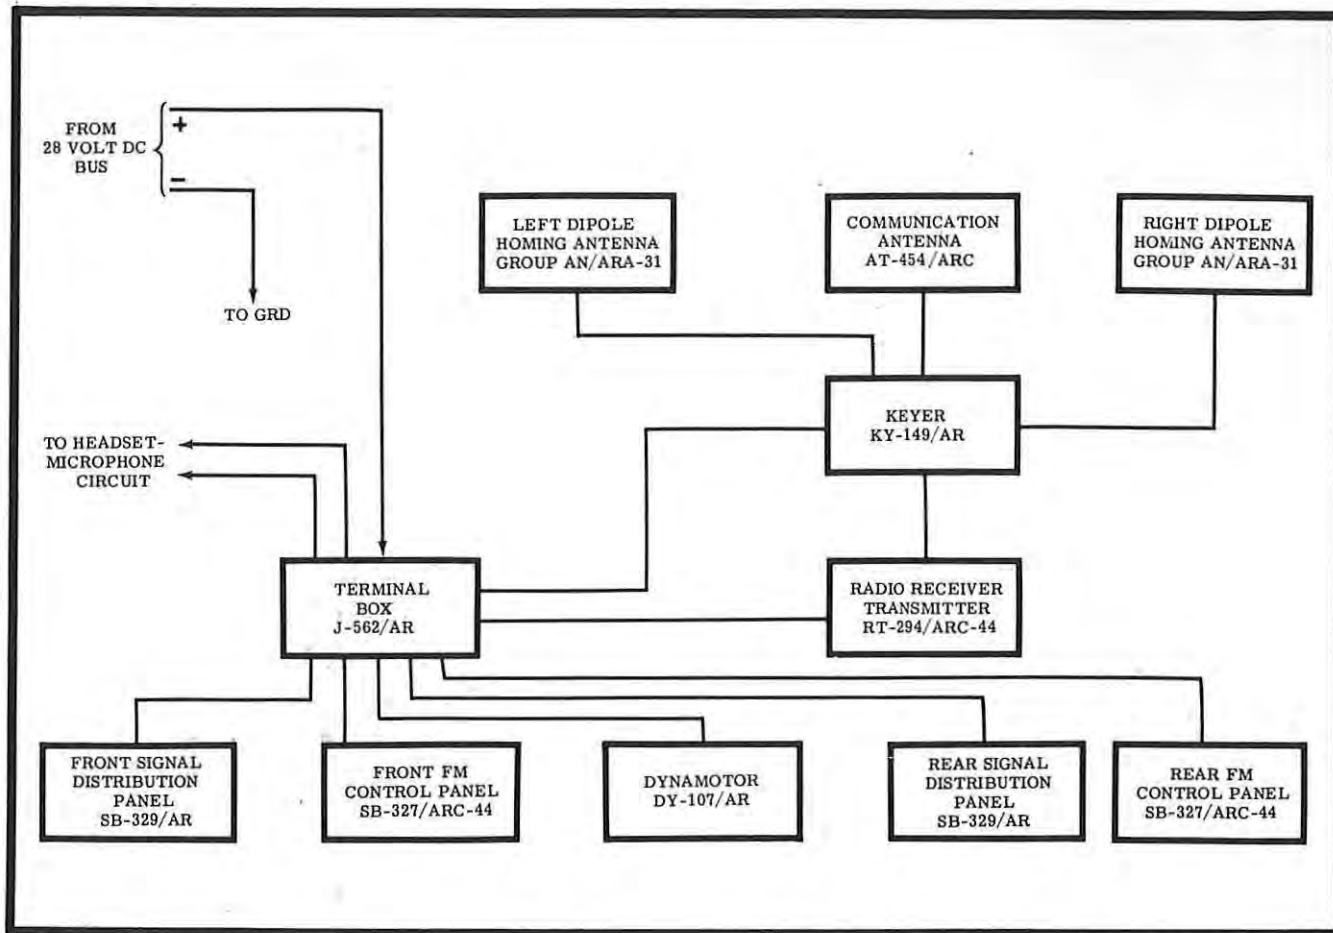 FROM
28 VOLT DC
BUS
+
−
TO GRD
LEFT DIPOLE
HOMING ANTENNA
GROUP AN/ARA-31
COMMUNICATION
ANTENNA
AT-454/ARC
RIGHT DIPOLE
HOMING ANTENNA
GROUP AN/ARA-31
KEYER
KY-149/AR
TO HEADSET-
MICROPHONE
CIRCUIT
TERMINAL
BOX
J-562/AR
RADIO RECEIVER
TRANSMITTER
RT-294/ARC-44
FRONT SIGNAL
DISTRIBUTION
PANEL
SB-329/AR
FRONT FM
CONTROL PANEL
SB-327/ARC-44
DYNAMOTOR
DY-107/AR
REAR SIGNAL
DISTRIBUTION
PANEL
SB-329/AR
REAR FM
CONTROL PANEL
SB-327/ARC-44